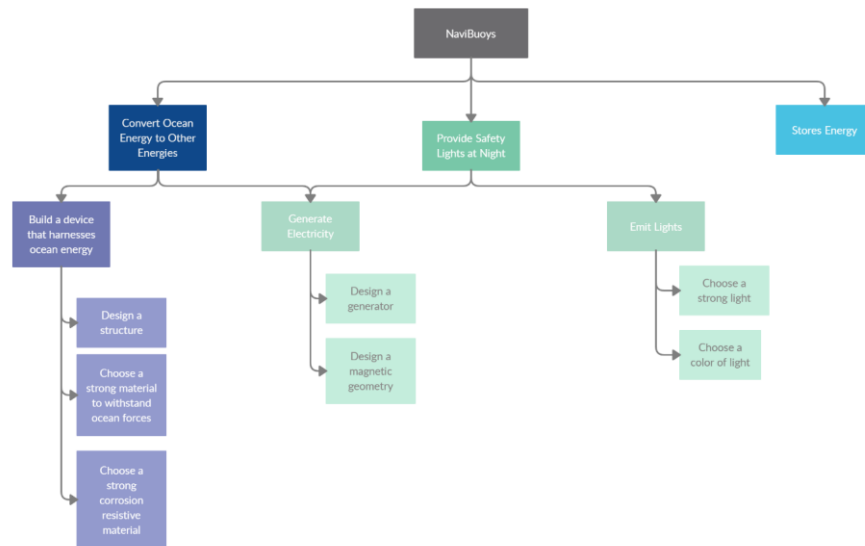 NaviBuoys
Convert Ocean
Energy to Other
Energies
Provide Safety
Lights at Night
Stores Energy
Build a device
that harnesses
ocean energy
Generate
Electricity
Emit Lights
Design a
structure
Choose a
strong material
to withstand
ocean forces
Choose a
strong
corrosion
resistive
material
Design a
generator
Design a
magnetic
geometry
Choose a
strong light
Choose a
color of light